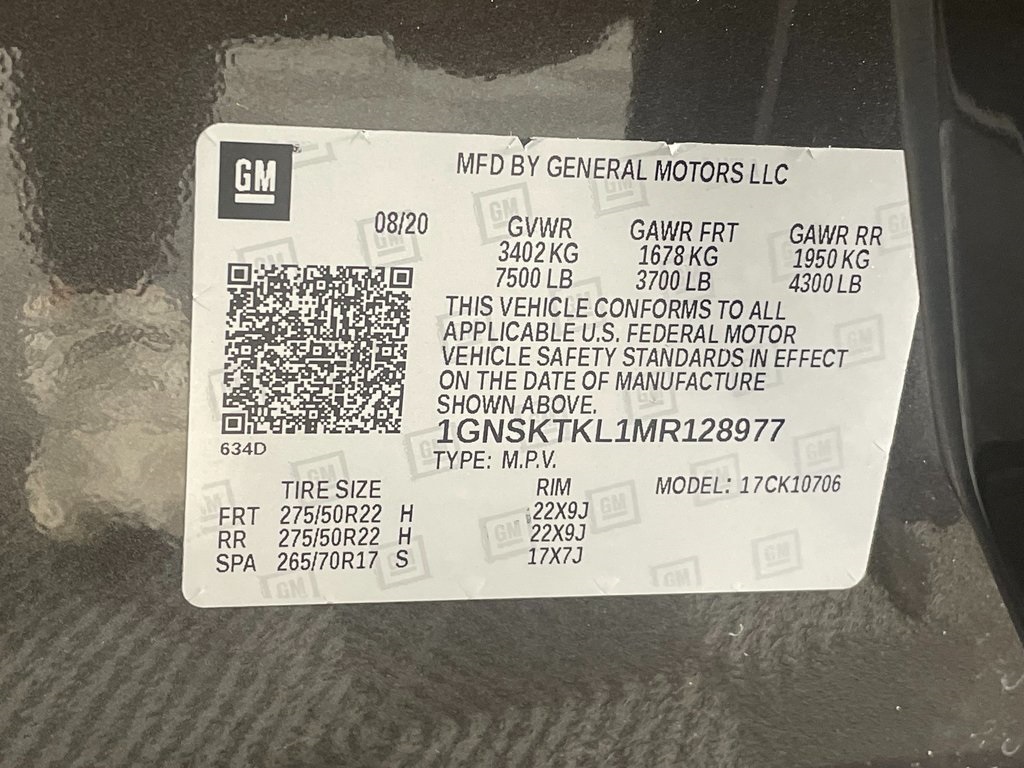 GM
MFD BY GENERAL MOTORS LLC
08/20
GVWR GAWR FRT GAWR RR
3402 KG 1678 KG 1950 KG
7500 LB 3700 LB 4300 LB
THIS VEHICLE CONFORMS TO ALL
APPLICABLE U.S. FEDERAL MOTOR
VEHICLE SAFETY STANDARDS IN EFFECT
ON THE DATE OF MANUFACTURE
SHOWN ABOVE.
1GNSKTKL1MR128977
634D
TYPE: M.P.V.
TIRE SIZE RIM MODEL: 17CK10706
FRT 275/50R22 H 22X9J
RR 275/50R22 H 22X9J
SPA 265/70R17 S 17X7J